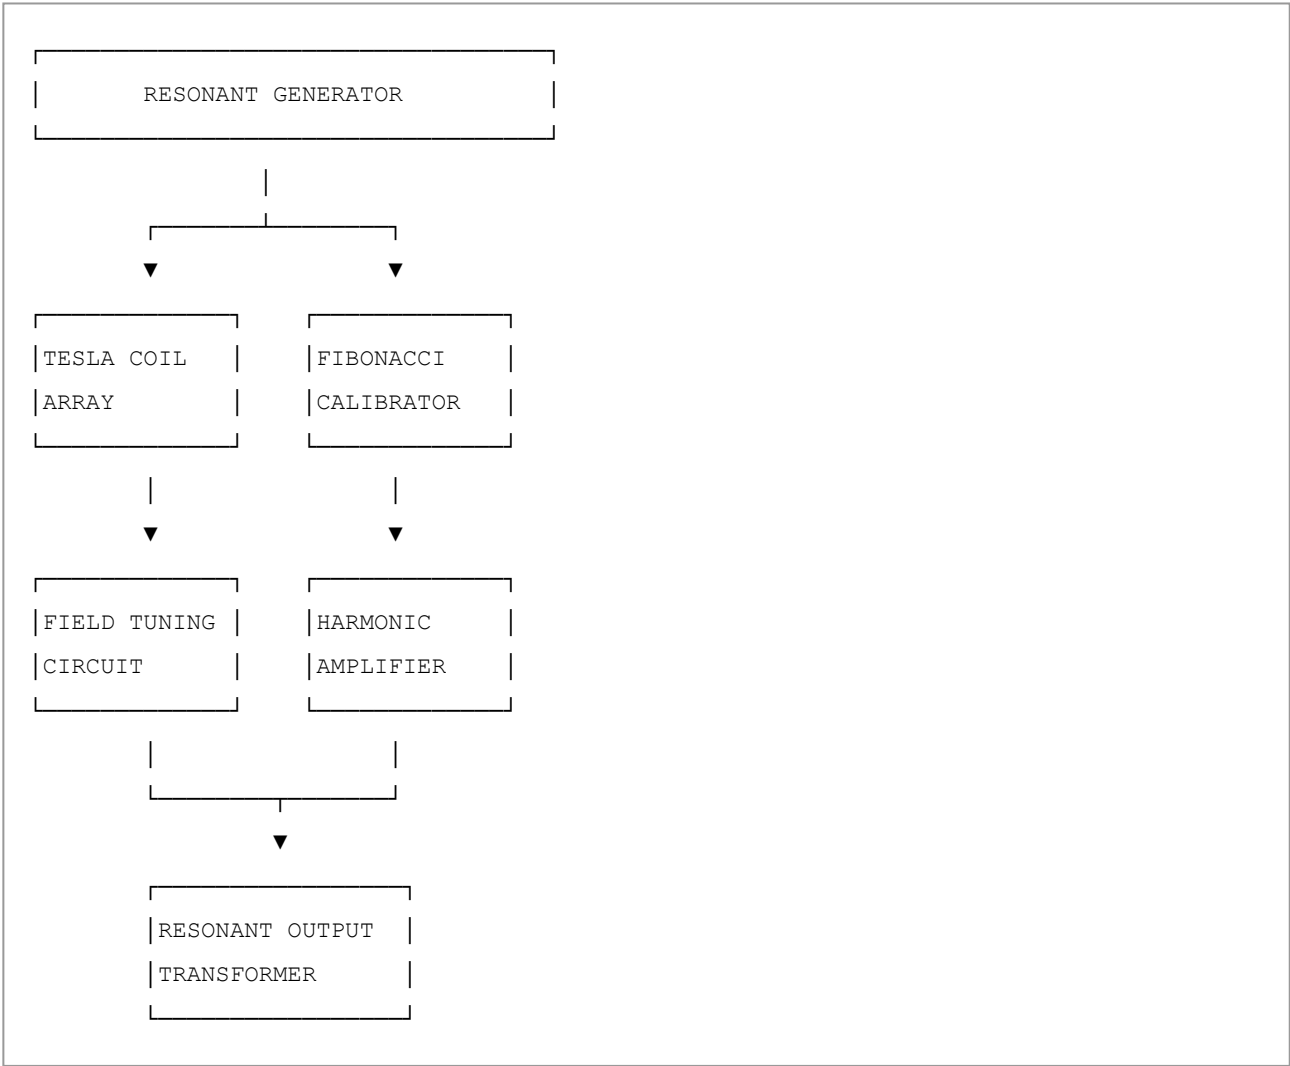 RESONANT GENERATOR
TESLA COIL
ARRAY
FIBONACCI
CALIBRATOR
FIELD TUNING
CIRCUIT
HARMONIC
AMPLIFIER
RESONANT OUTPUT
TRANSFORMER